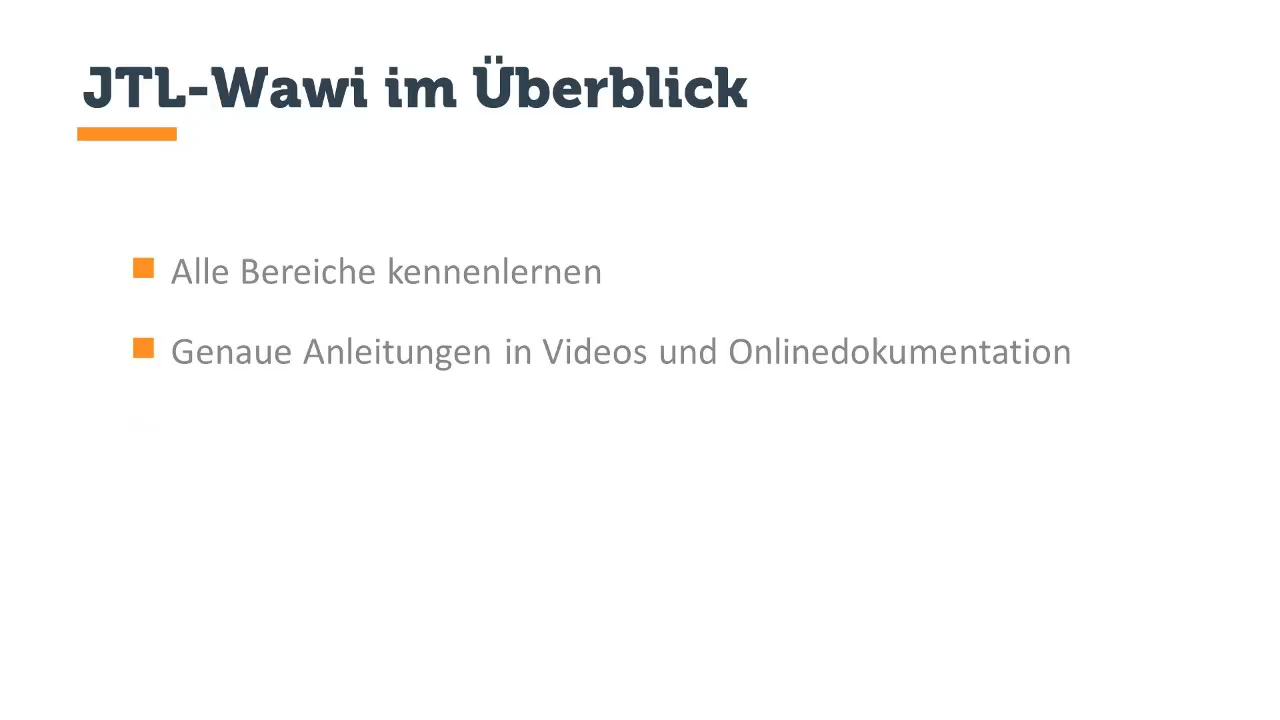 JTL-Wawi im Überblick
Alle Bereiche kennenlernen
Genaue Anleitungen in Videos und Onlinedokumentation